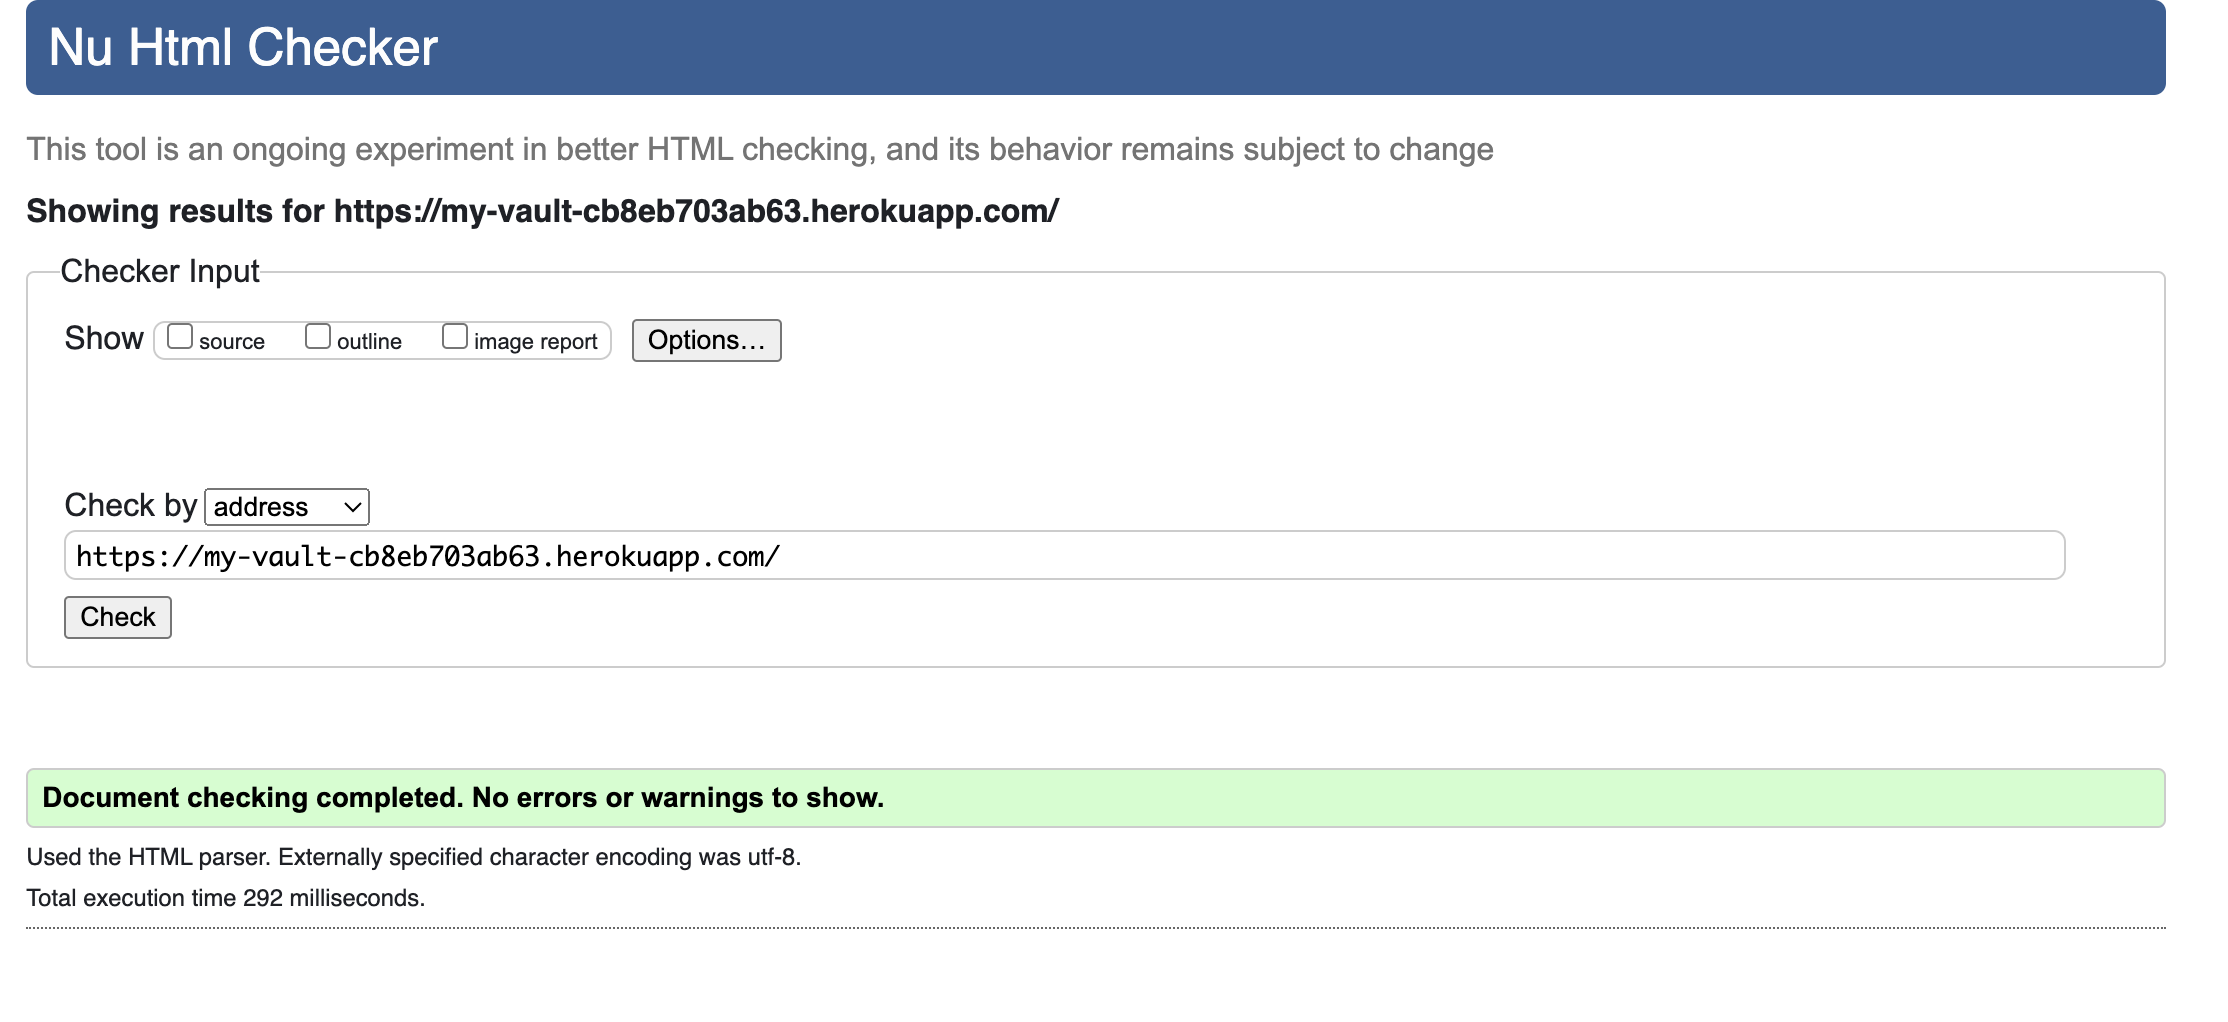 Nu Html Checker
This tool is an ongoing experiment in better HTML checking, and its behavior remains subject to change
Showing results for https://my-vault-cb8eb703ab63.herokuapp.com/
Checker Input
Show source outline image report Options...
Check by address
https://my-vault-cb8eb703ab63.herokuapp.com/
Check
Document checking completed. No errors or warnings to show.
Used the HTML parser. Externally specified character encoding was utf-8.
Total execution time 292 milliseconds.